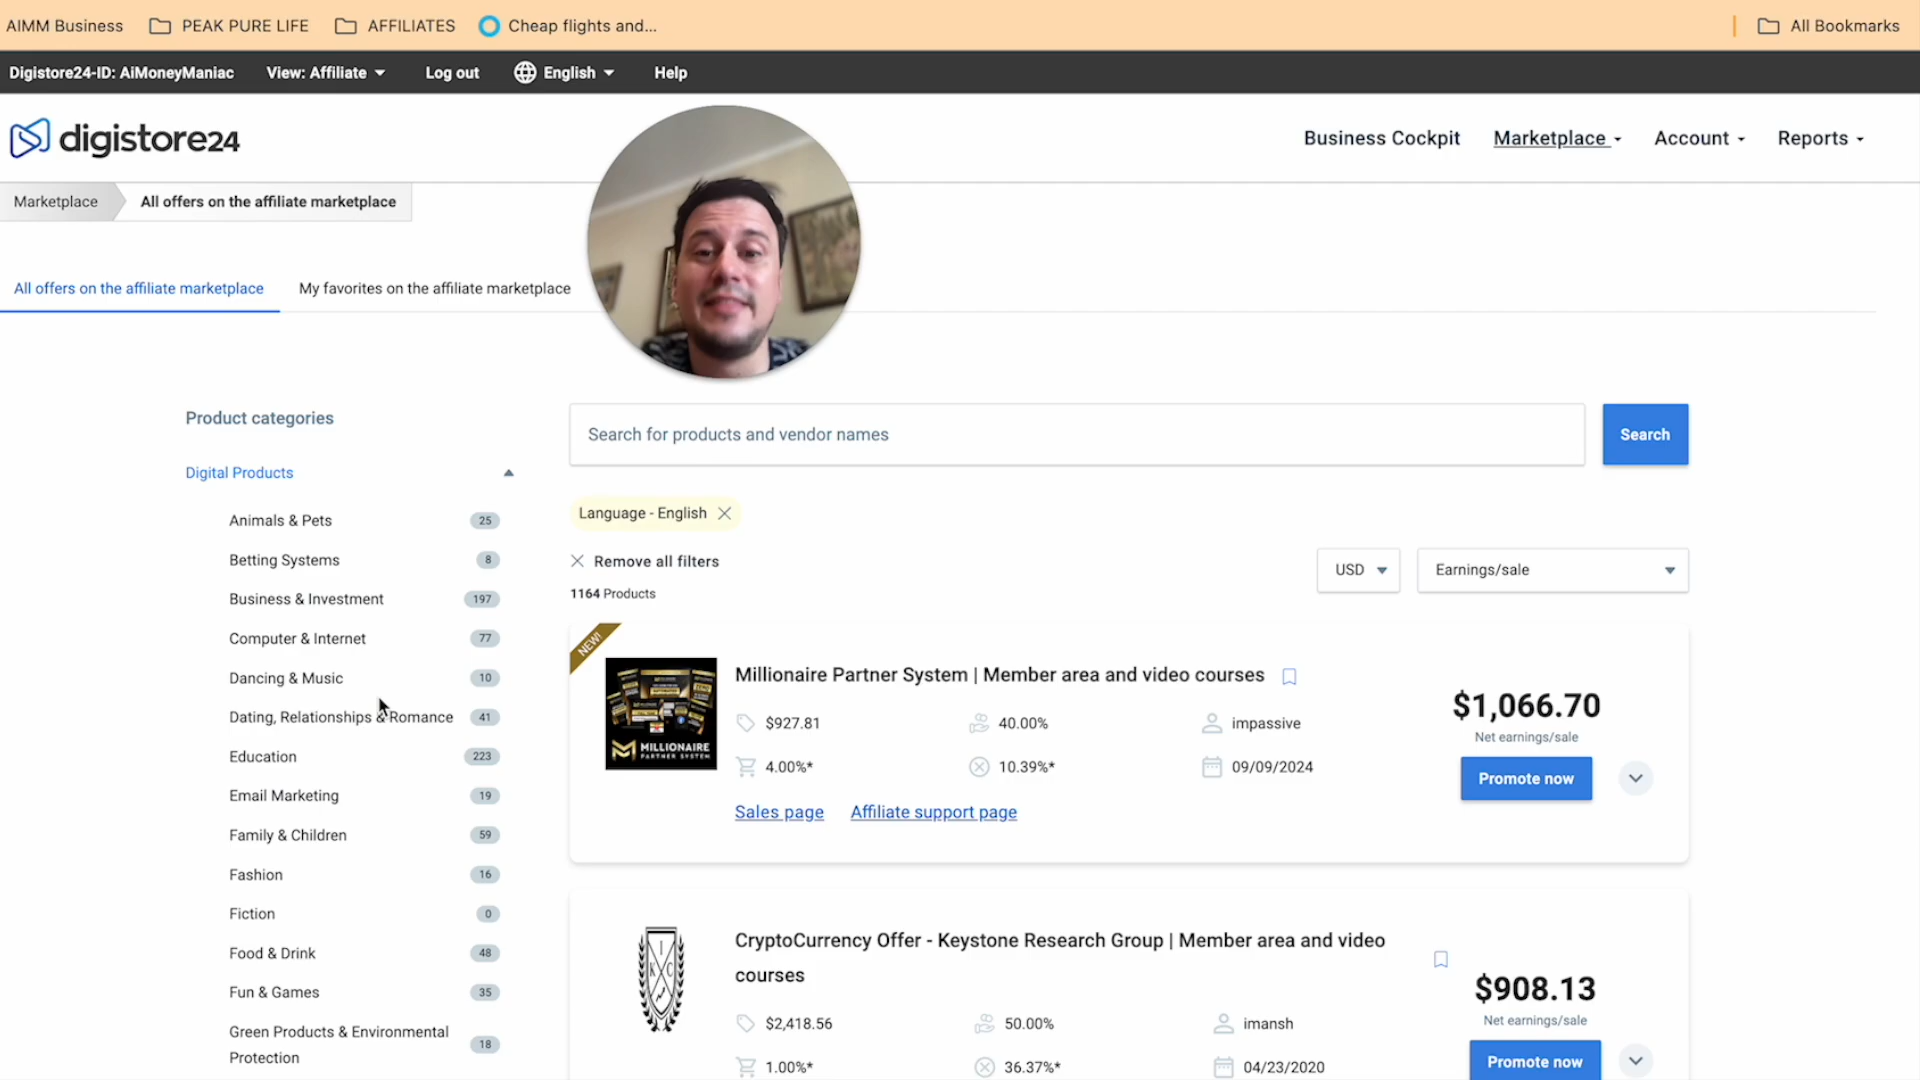 AIMM Business
PEAK PURE LIFE
AFFILIATES
Cheap flights and...
All Bookmarks
Digistore24-ID: AiMoneyManiac
View: Affiliate
Log out
English
Help
digistore24
Business Cockpit
Marketplace
Account
Reports
Marketplace
All offers on the affiliate marketplace
All offers on the affiliate marketplace
My favorites on the affiliate marketplace
Product categories
Digital Products
Animals & Pets 25
Betting Systems 8
Business & Investment 197
Computer & Internet 77
Dancing & Music 10
Dating, Relationships & Romance 41
Education 223
Email Marketing 19
Family & Children 59
Fashion 16
Fiction 0
Food & Drink 48
Fun & Games 35
Green Products & Environmental
Protection 18
Search for products and vendor names
Search
Language - English
Remove all filters
1164 Products
USD
Earnings/sale
NEW!
MILLIONAIRE
PARTNER SYSTEM
Millionaire Partner System | Member area and video courses
$927.81 40.00% impassive
4.00%* 10.39%* 09/09/2024
Sales page Affiliate support page
$1,066.70
Net earnings/sale
Promote now
I
K C
CryptoCurrency Offer - Keystone Research Group | Member area and video
courses
$2,418.56 50.00% imansh
1.00%* 36.37%* 04/23/2020
$908.13
Net earnings/sale
Promote now